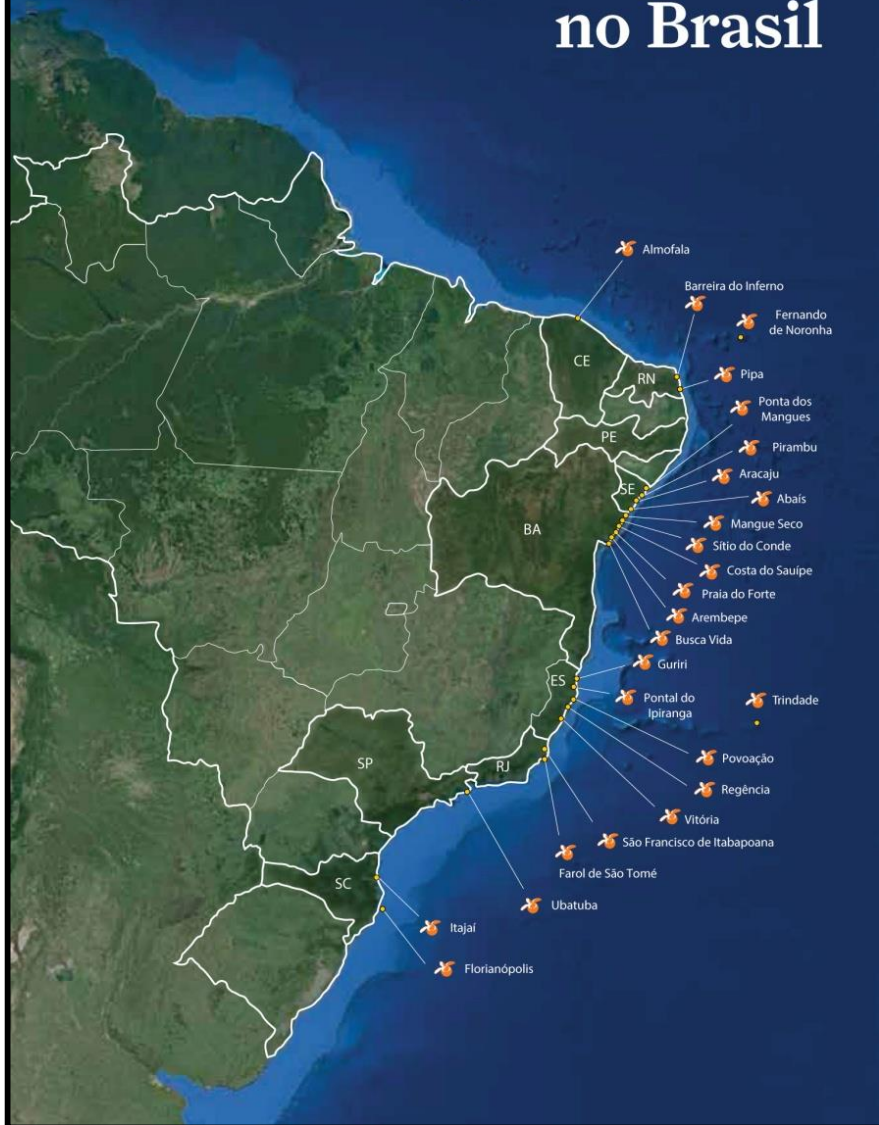 no Brasil
Almofala
Barreira do Inferno
Fernando
de Noronha
CE
RN
Pipa
Ponta dos
Mangues
PE
Pirambu
Aracaju
SE
Abaís
BA
Mangue Seco
Sítio do Conde
Costa do Sauípe
Praia do Forte
Arembepe
Busca Vida
Guriri
ES
Pontal do
Ipiranga
Trindade
SP
RJ
Povoação
Regência
Vitória
São Francisco de Itabapoana
Farol de São Tomé
SC
Ubatuba
Itajaí
Florianópolis